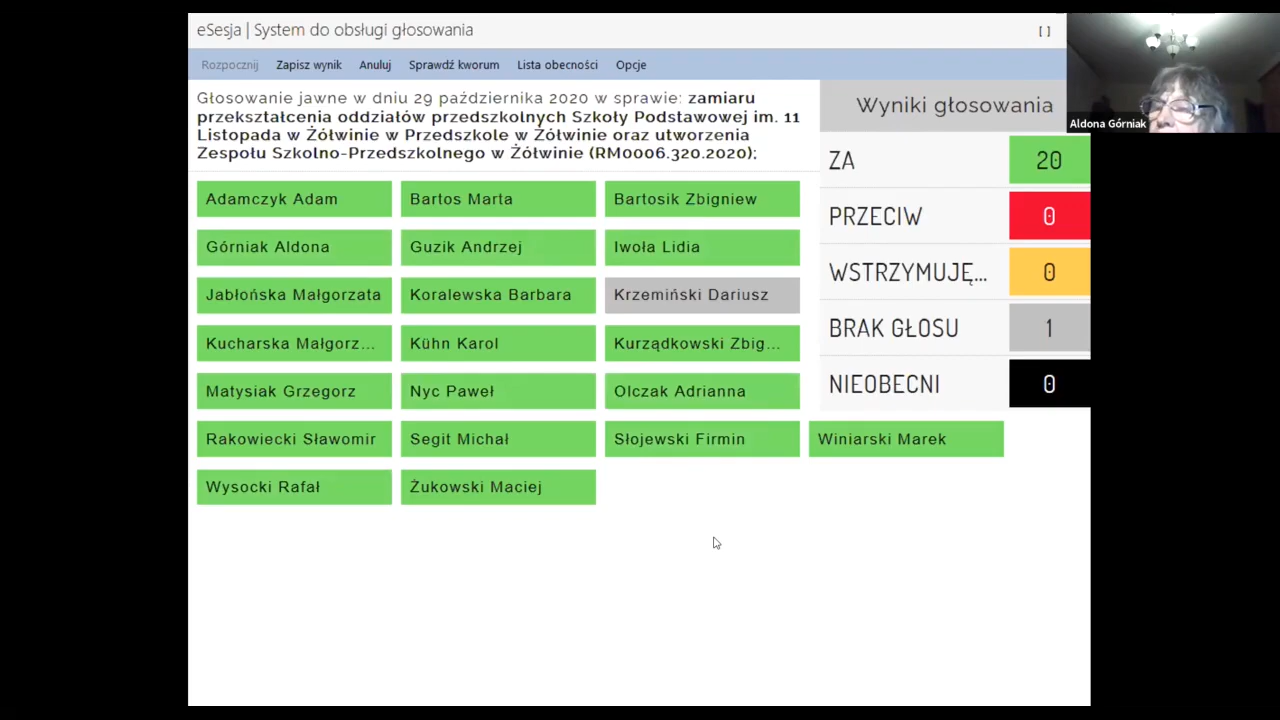 eSesja | System do obsługi głosowania
[ ]
Rozpocznij Zapisz wynik Anuluj Sprawdź kworum Lista obecności Opcje
Głosowanie jawne w dniu 29 października 2020 w sprawie: zamiaru
przekształcenia oddziałów przedszkolnych Szkoły Podstawowej im. 11
Listopada w Żółwinie w Przedszkole w Żółwinie oraz utworzenia
Zespołu Szkolno-Przedszkolnego w Żółwinie (RM0006.320.2020);
Wyniki głosowania
Aldona Górniak
ZA 20
PRZECIW 0
WSTRZYMUJĘ... 0
BRAK GŁOSU 1
NIEOBECNI 0
Adamczyk Adam Bartos Marta Bartosik Zbigniew
Górniak Aldona Guzik Andrzej Iwoła Lidia
Jabłońska Małgorzata Koralewska Barbara Krzemiński Dariusz
Kucharska Małgorz... Kühn Karol Kurządkowski Zbig...
Matysiak Grzegorz Nyc Paweł Olczak Adrianna
Rakowiecki Sławomir Segit Michał Słojewski Firmin Winiarski Marek
Wysocki Rafał Żukowski Maciej